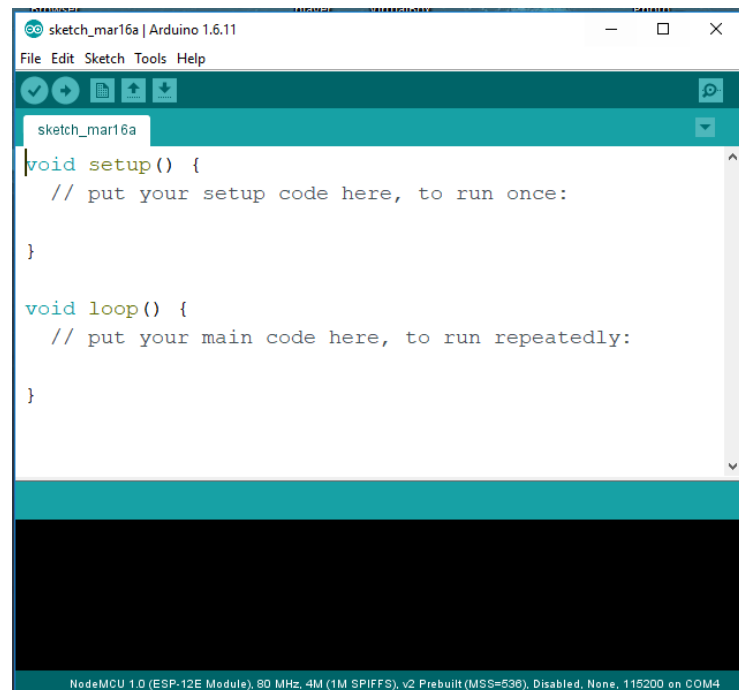 sketch_mar16a | Arduino 1.6.11
File Edit Sketch Tools Help
sketch_mar16a
void setup() {
  // put your setup code here, to run once:
}
void loop() {
  // put your main code here, to run repeatedly:
}
NodeMCU 1.0 (ESP-12E Module), 80 MHz, 4M (1M SPIFFS), v2 Prebuilt (MSS=536), Disabled, None, 115200 on COM4